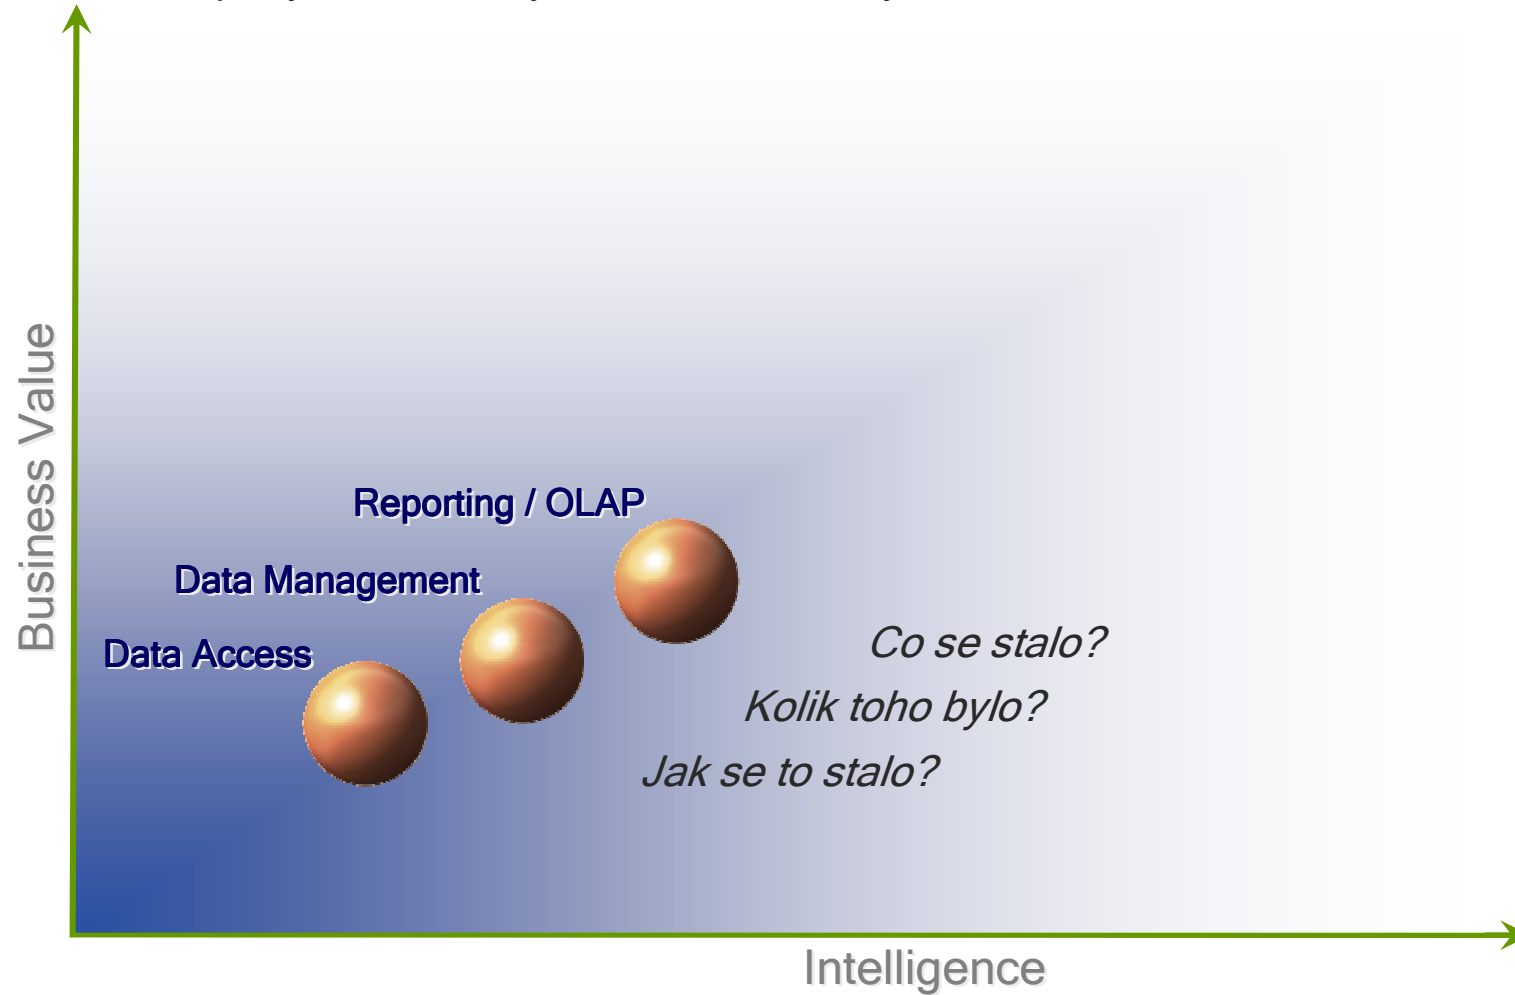 Business Value
Reporting / OLAP
Data Management
Data Access
Co se stalo?
Kolik toho bylo?
Jak se to stalo?
Intelligence